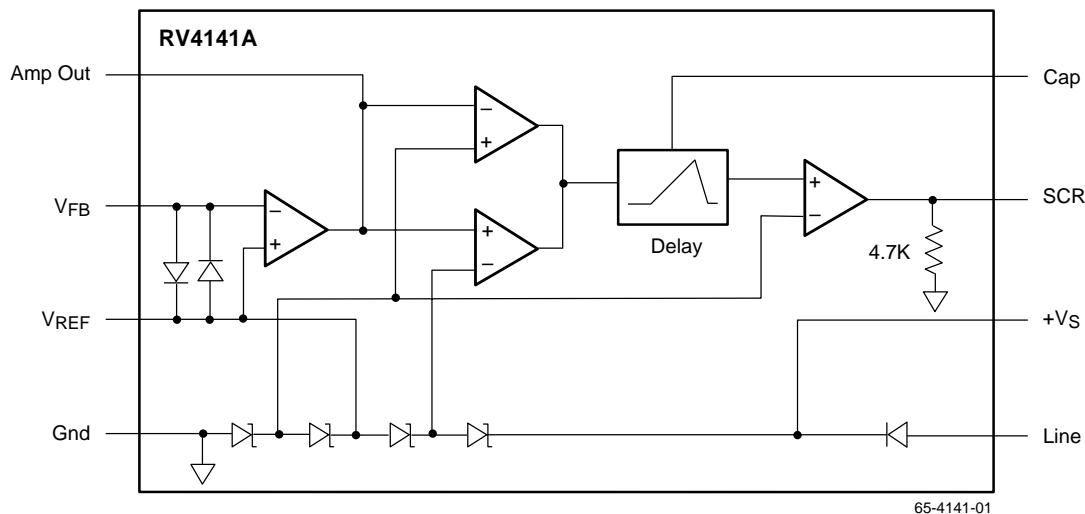 RV4141A
Amp Out
Cap
−
+
VFB
−
+
+
−
SCR
+
−
Delay
4.7K
VREF
+VS
Gnd
Line
65-4141-01